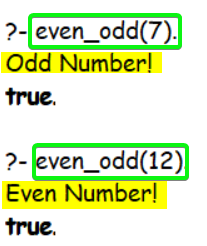 ?- even_odd(7).
Odd Number!
true.
?- even_odd(12)
Even Number!
true.